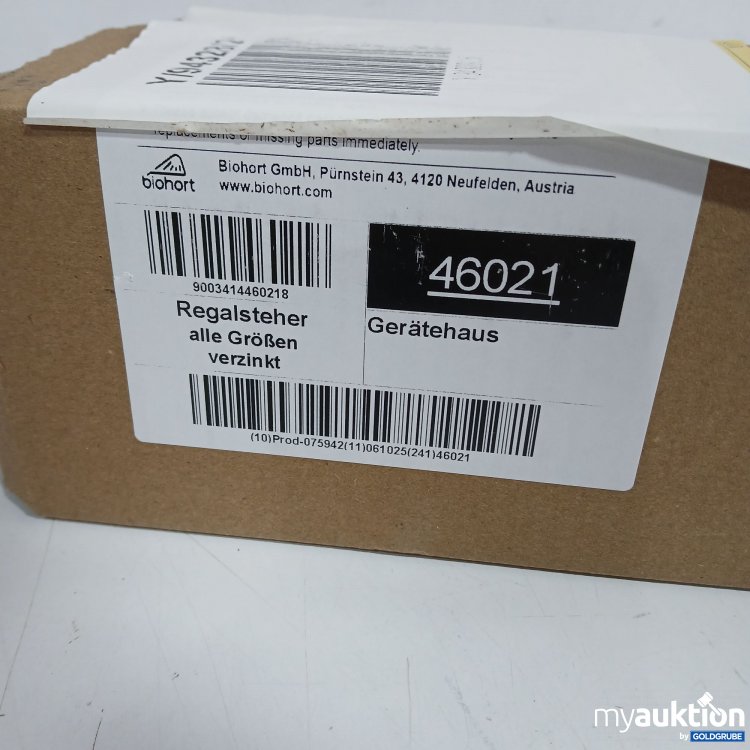 Y/9432812
replacements of missing parts immediately.
biohort
Biohort GmbH, Pürnstein 43, 4120 Neufelden, Austria
www.biohort.com
9003414460218
46021
Regalsteher
alle Größen
verzinkt
Gerätehaus
(10)Prod-075942(11)061025(241)46021
myauktion
by GOLDGRUBE